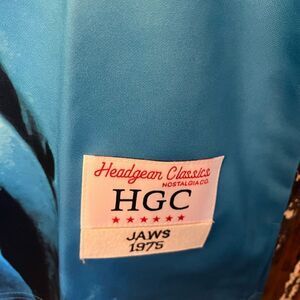 Headgear Classics
NOSTALGIA CO.
HGC
JAWS
1975